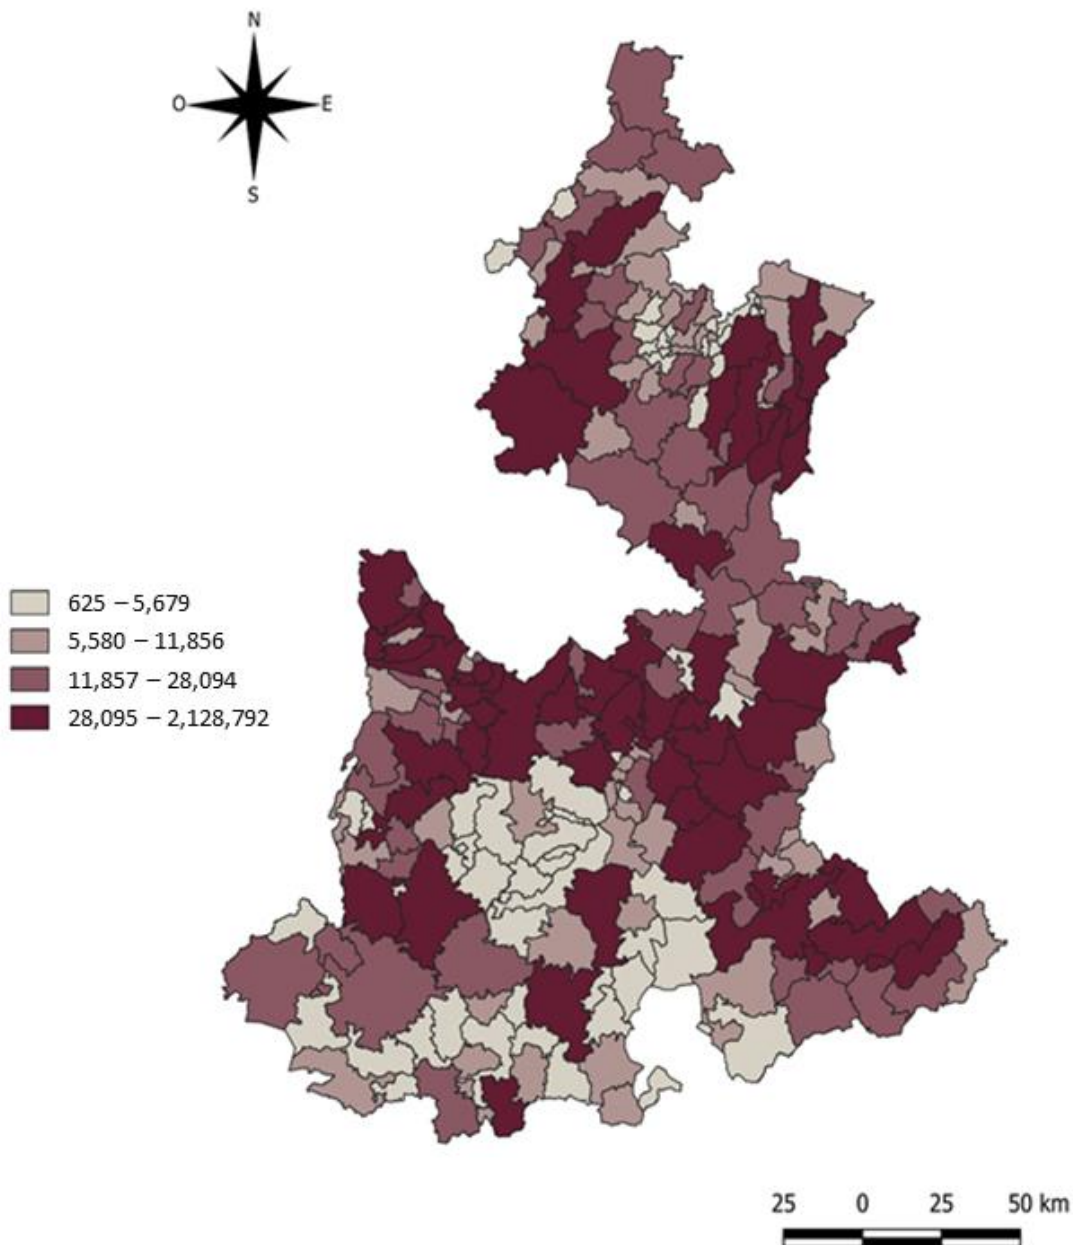 N
O
E
S
625 – 5,679
5,580 – 11,856
11,857 – 28,094
28,095 – 2,128,792
25 0 25 50 km